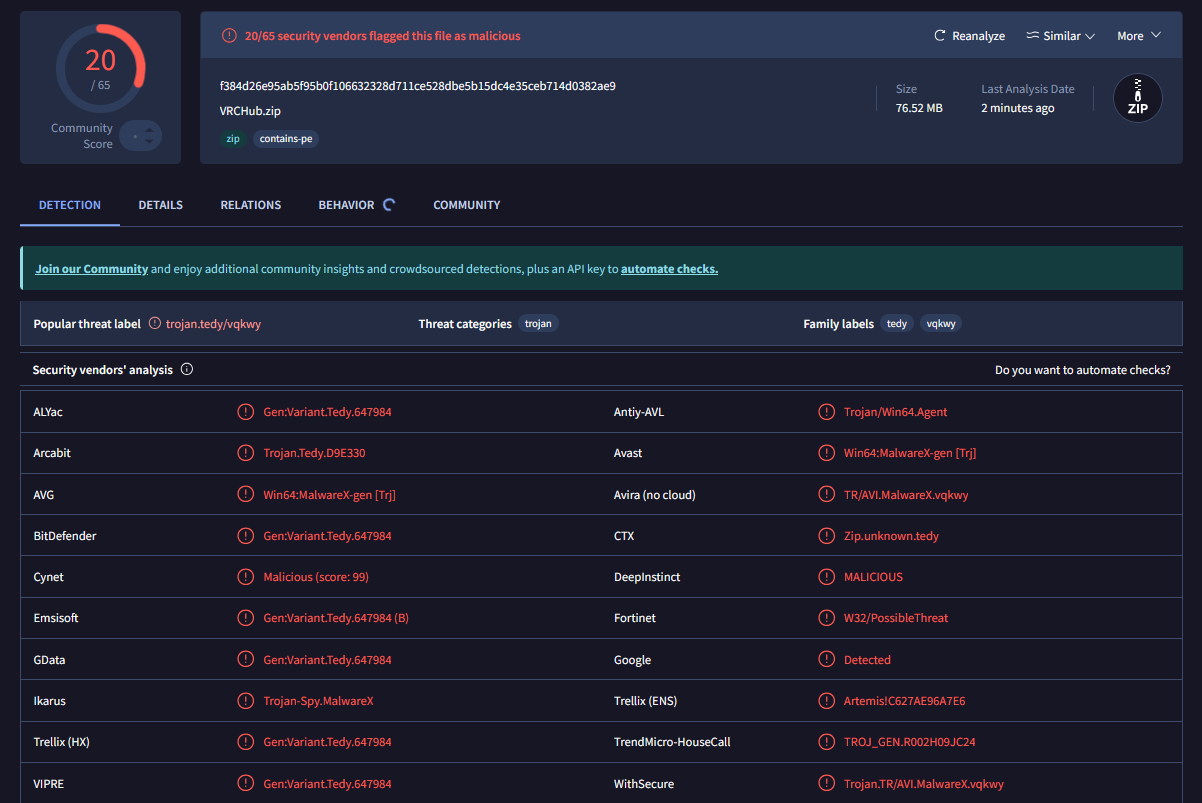 20
/ 65
Community
Score
20/65 security vendors flagged this file as malicious
Reanalyze
Similar
More
f384d26e95ab5f95b0f106632328d711ce528dbe5b15dc4e35ceb714d0382ae9
VRCHub.zip
zip contains-pe
Size
76.52 MB
Last Analysis Date
2 minutes ago
ZIP
DETECTION DETAILS RELATIONS BEHAVIOR COMMUNITY
Join our Community and enjoy additional community insights and crowdsourced detections, plus an API key to automate checks.
Popular threat label trojan.tedy/vqkwy Threat categories trojan Family labels tedy vqkwy
Security vendors' analysis Do you want to automate checks?
ALYac Gen:Variant.Tedy.647984 Antiy-AVL Trojan/Win64.Agent
Arcabit Trojan.Tedy.D9E330 Avast Win64:MalwareX-gen [Trj]
AVG Win64:MalwareX-gen [Trj] Avira (no cloud) TR/AVI.MalwareX.vqkwy
BitDefender Gen:Variant.Tedy.647984 CTX Zip.unknown.tedy
Cynet Malicious (score: 99) DeepInstinct MALICIOUS
Emsisoft Gen:Variant.Tedy.647984 (B) Fortinet W32/PossibleThreat
GData Gen:Variant.Tedy.647984 Google Detected
Ikarus Trojan-Spy.MalwareX Trellix (ENS) Artemis!C627AE96A7E6
Trellix (HX) Gen:Variant.Tedy.647984 TrendMicro-HouseCall TROJ_GEN.R002H09JC24
VIPRE Gen:Variant.Tedy.647984 WithSecure Trojan.TR/AVI.MalwareX.vqkwy